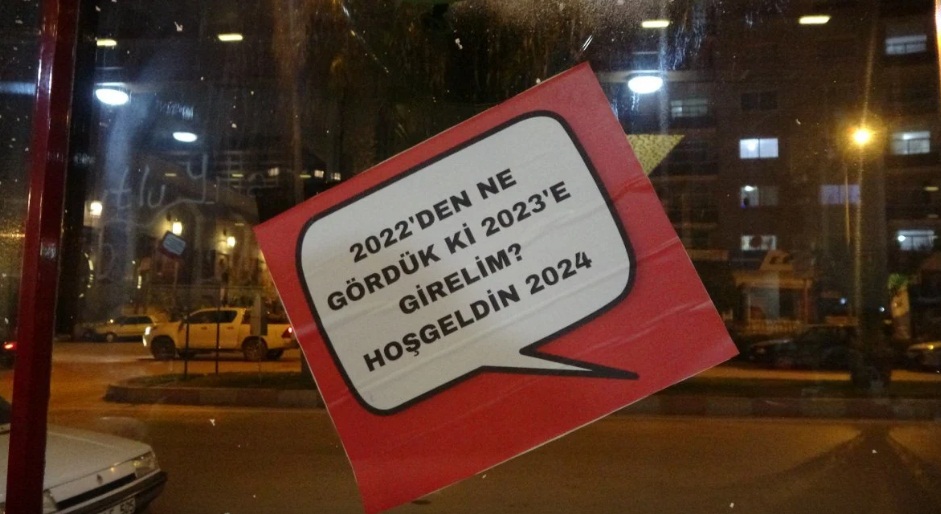 2022'DEN NE
GÖRDÜK Kİ 2023'E
GİRELİM?
HOŞGELDİN 2024